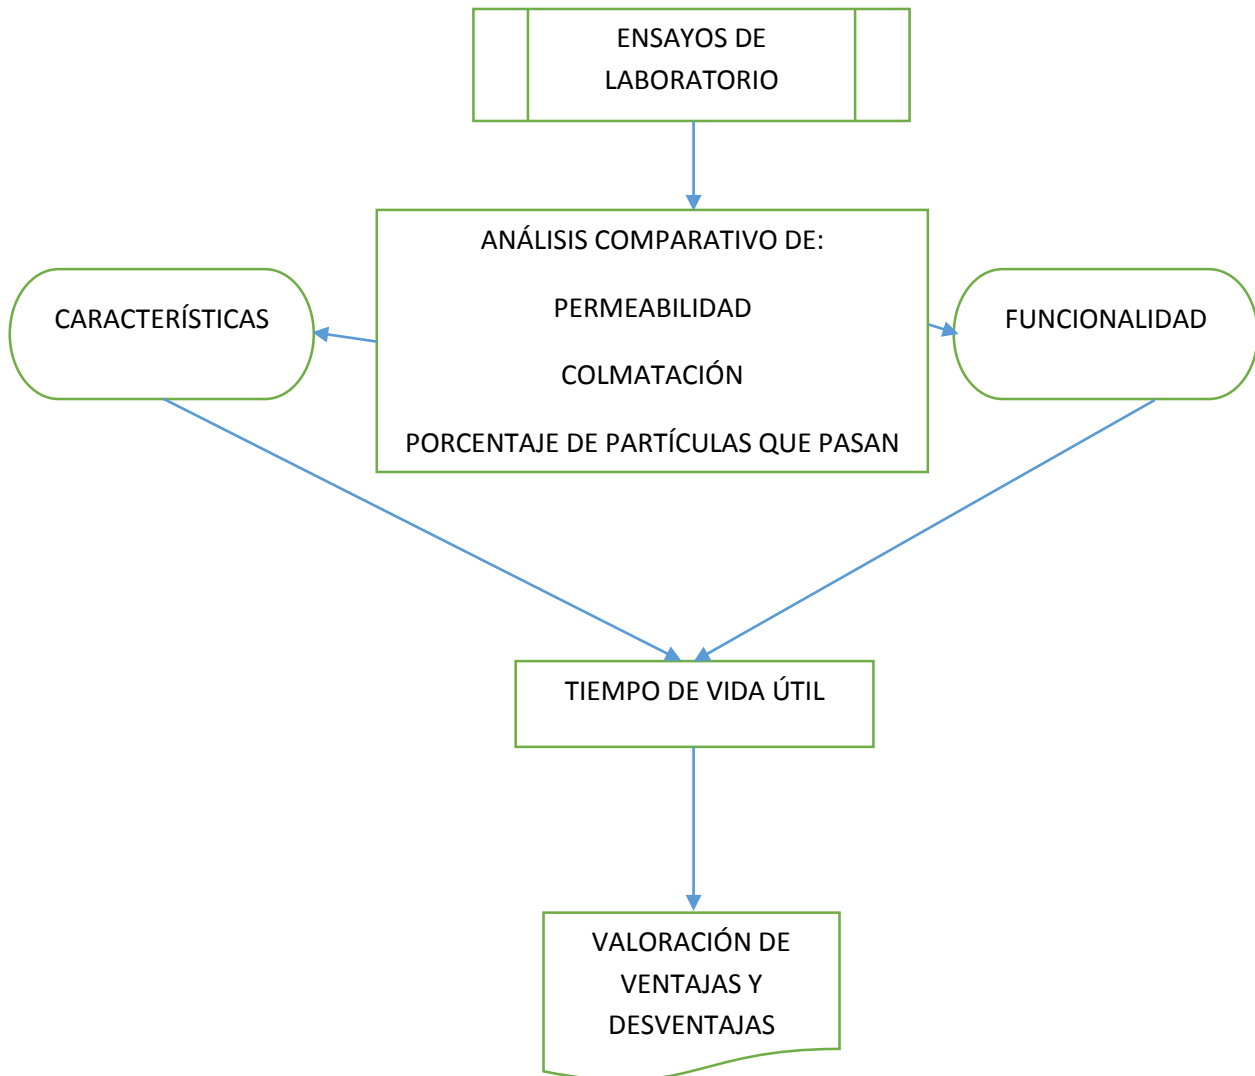 ENSAYOS DE
LABORATORIO
ANÁLISIS COMPARATIVO DE:
PERMEABILIDAD
COLMATACIÓN
PORCENTAJE DE PARTÍCULAS QUE PASAN
CARACTERÍSTICAS
FUNCIONALIDAD
TIEMPO DE VIDA ÚTIL
VALORACIÓN DE
VENTAJAS Y
DESVENTAJAS